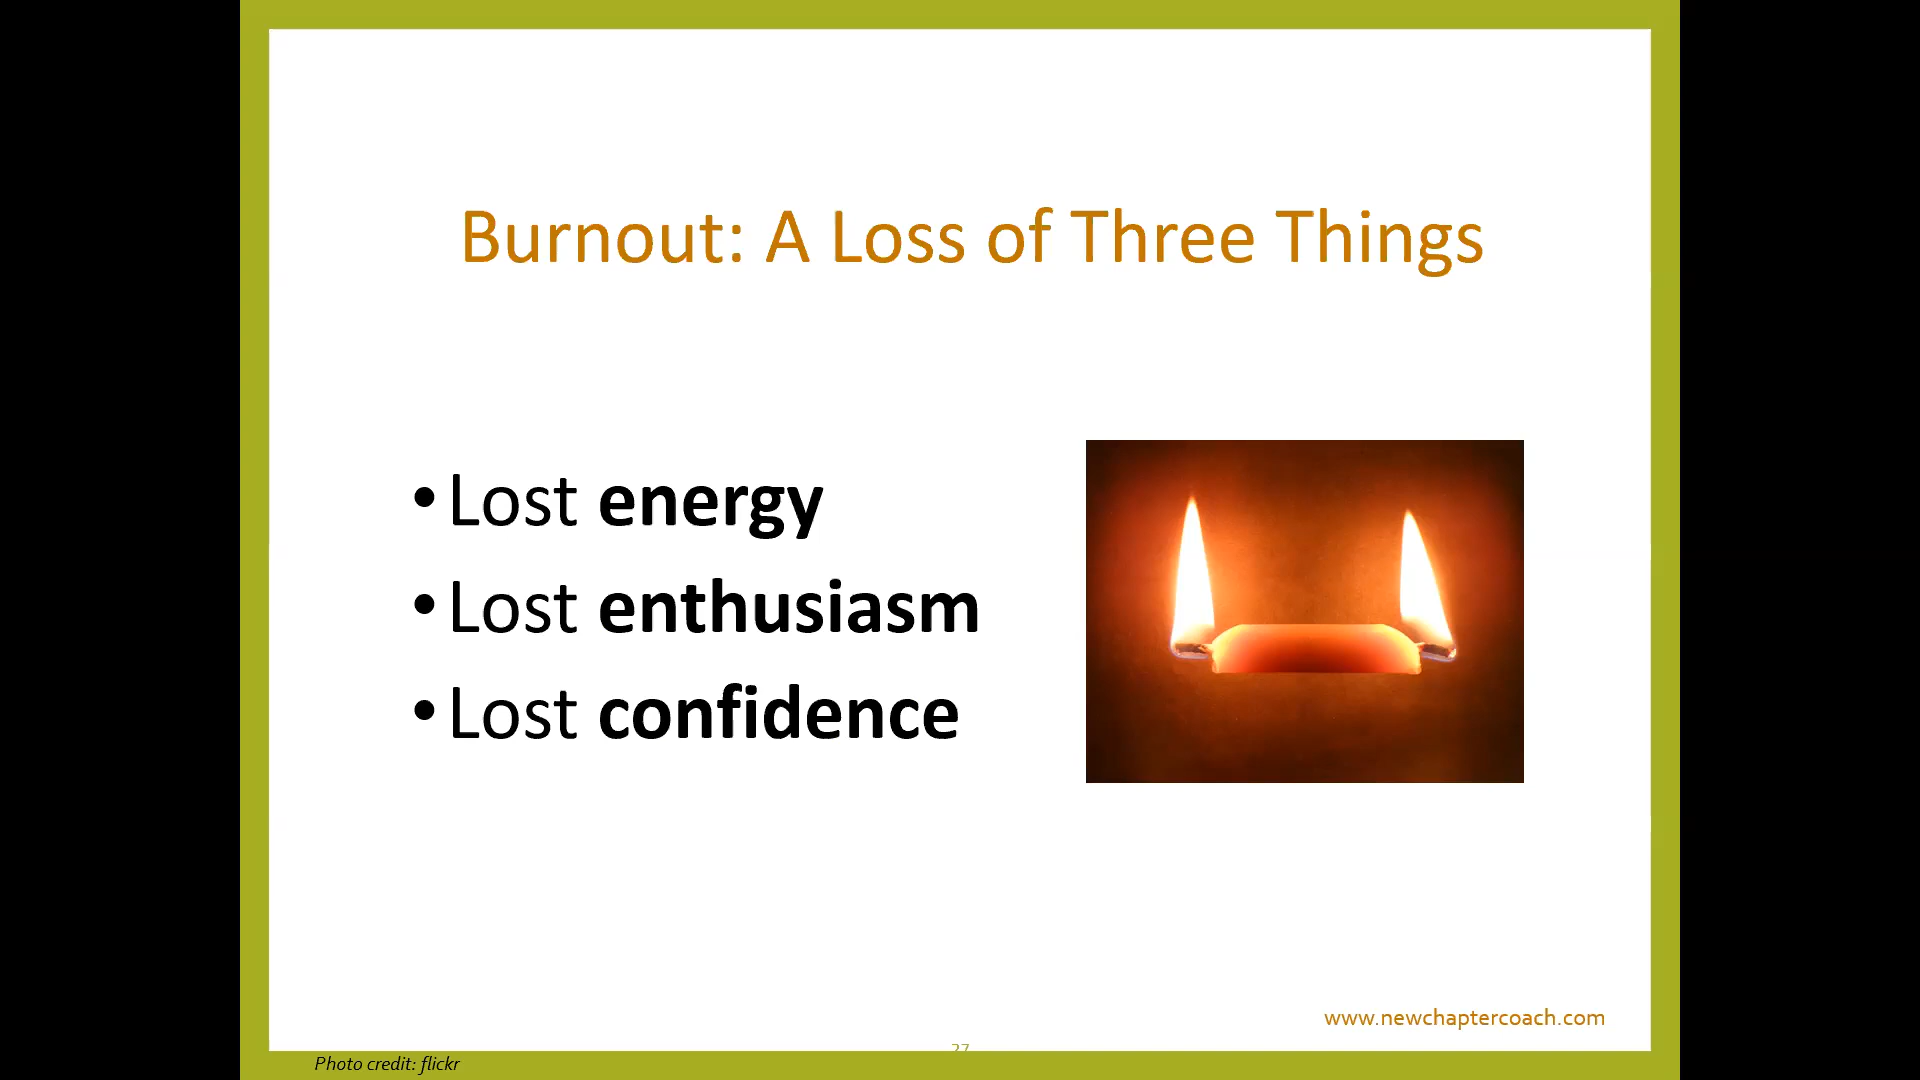 Burnout: A Loss of Three Things
•Lost energy
•Lost enthusiasm
•Lost confidence
www.newchaptercoach.com
27
Photo credit: flickr